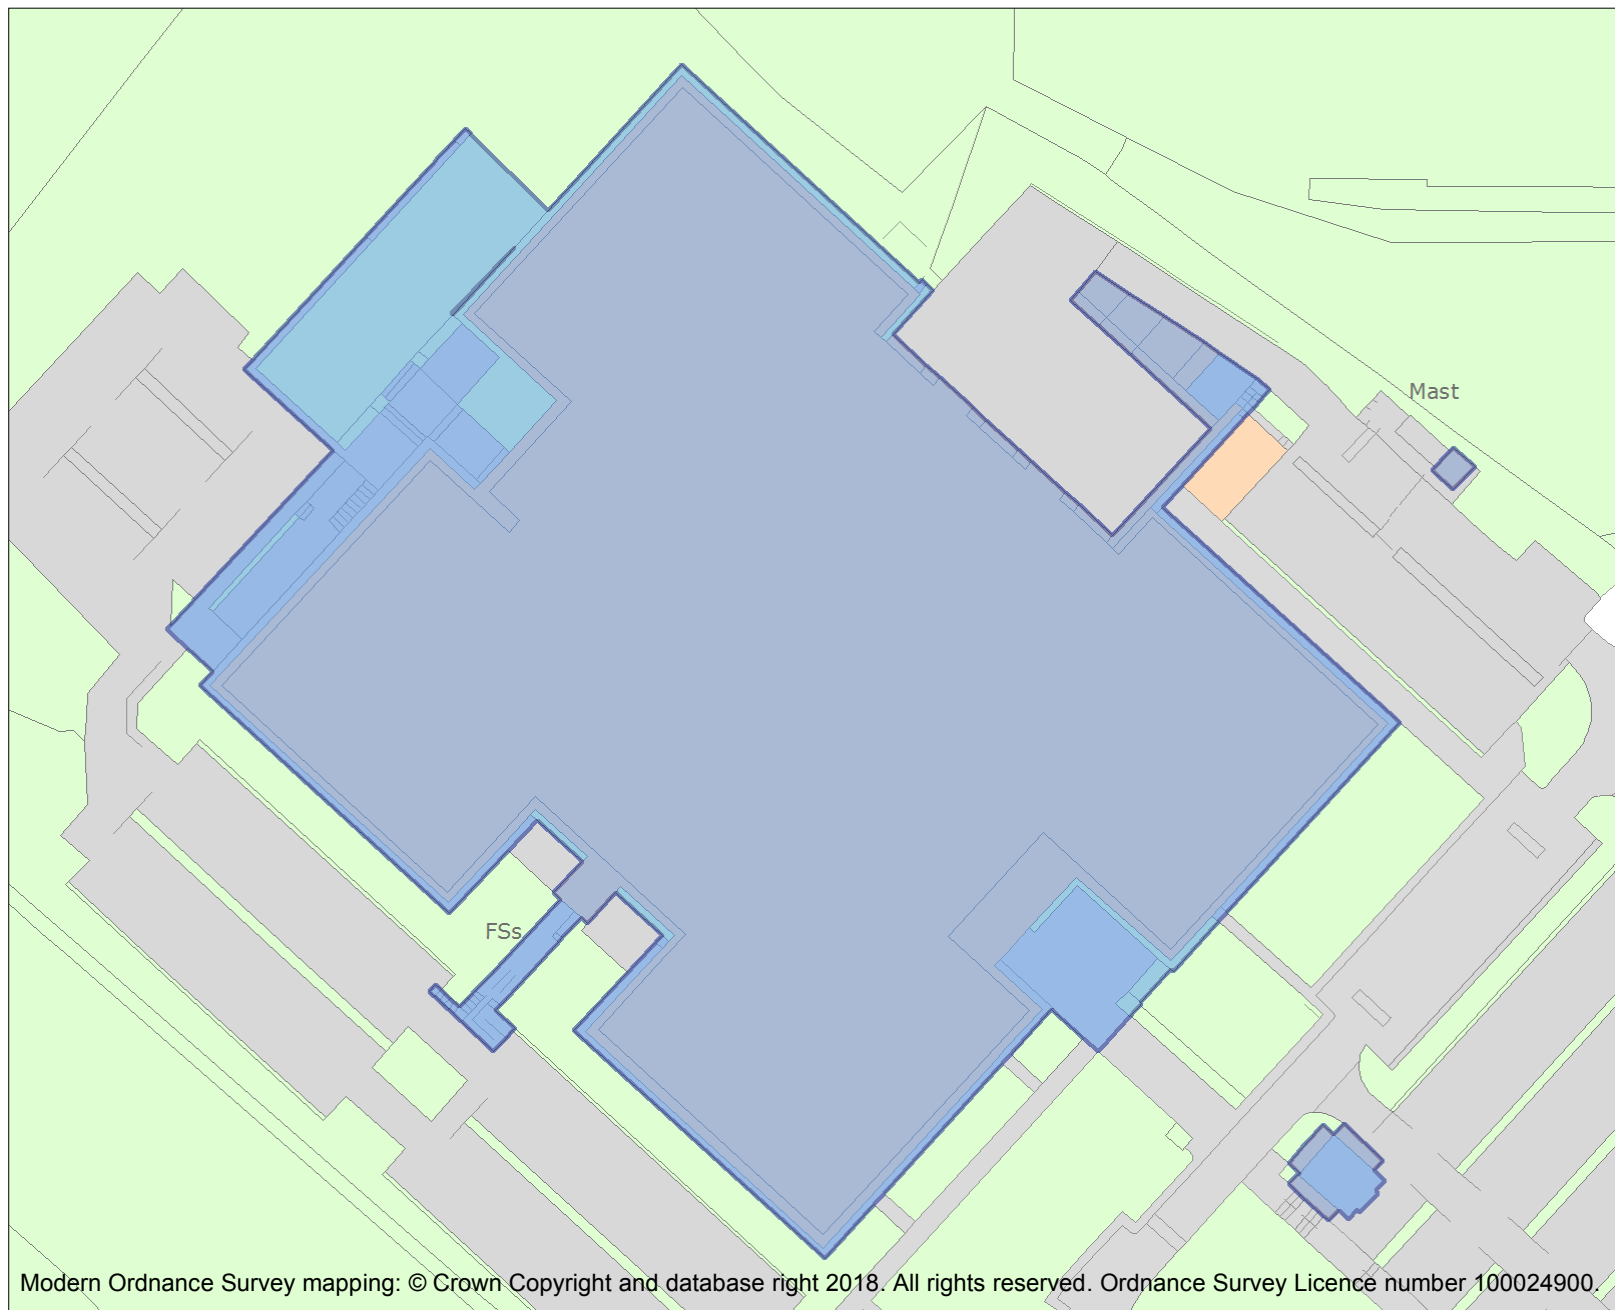 Mast
FSs
Modern Ordnance Survey mapping: © Crown Copyright and database right 2018. All rights reserved. Ordnance Survey Licence number 100024900.